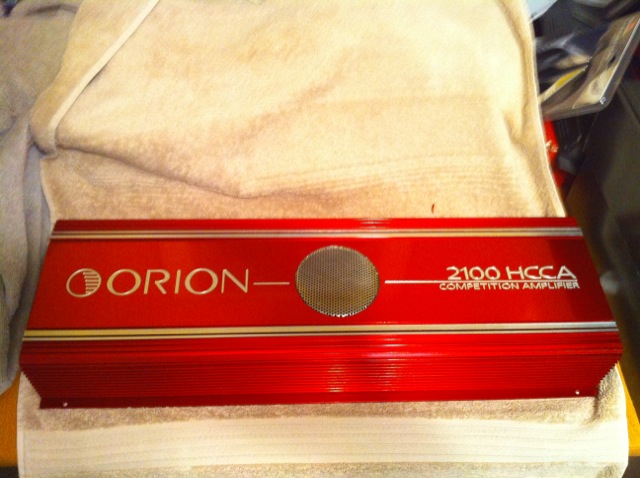 ORION
2100 HCCA
COMPETITION AMPLIFIER